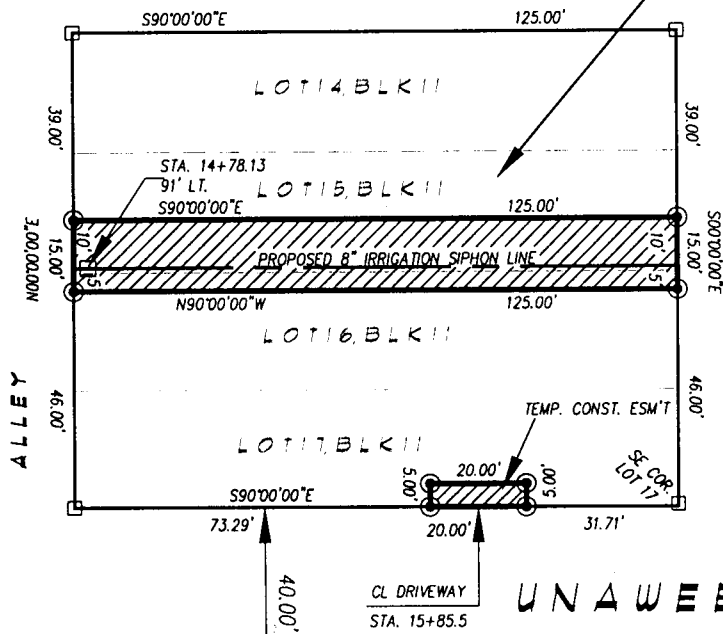 S90°00'00"E
125.00'
LOT 14, BLK 11
39.00'
39.00'
STA. 14+78.13
91' LT.
LOT 15, BLK 11
S90°00'00"E
125.00'
N00°00'00"E
15.00'
10'
5'
PROPOSED 8" IRRIGATION SIPHON LINE
10'
5'
15.00'
S00°00'00"E
N90°00'00"W
125.00'
LOT 16, BLK 11
ALLEY
46.00'
46.00'
TEMP. CONST. ESM'T
LOT 17, BLK 11
20.00'
5.00'
5.00'
SE COR.
LOT 17
S90°00'00"E
73.29'
20.00'
31.71'
40.00'
CL DRIVEWAY
STA. 15+85.5
UNAWEE